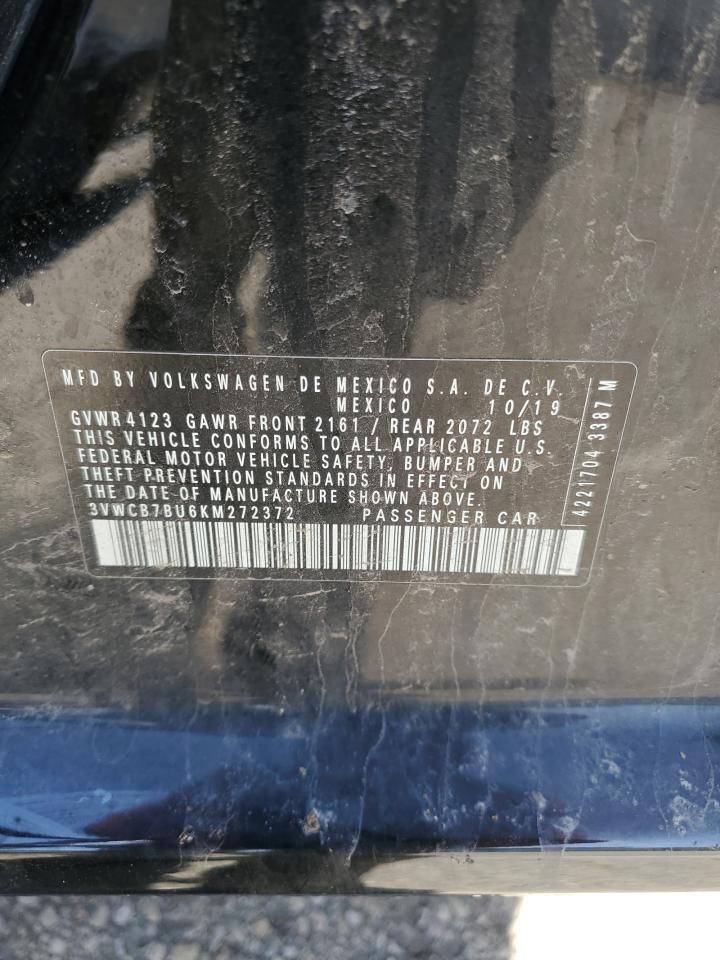 MFD BY VOLKSWAGEN DE MEXICO S.A. DE C.V.
MEXICO 10/19
GVWR 4123 GAWR FRONT 2161 / REAR 2072 LBS
THIS VEHICLE CONFORMS TO ALL APPLICABLE U.S.
FEDERAL MOTOR VEHICLE SAFETY, BUMPER AND
THEFT PREVENTION STANDARDS IN EFFECT ON
THE DATE OF MANUFACTURE SHOWN ABOVE.
3VWCB7BU6KM272372 PASSENGER CAR
4221704 3387 M